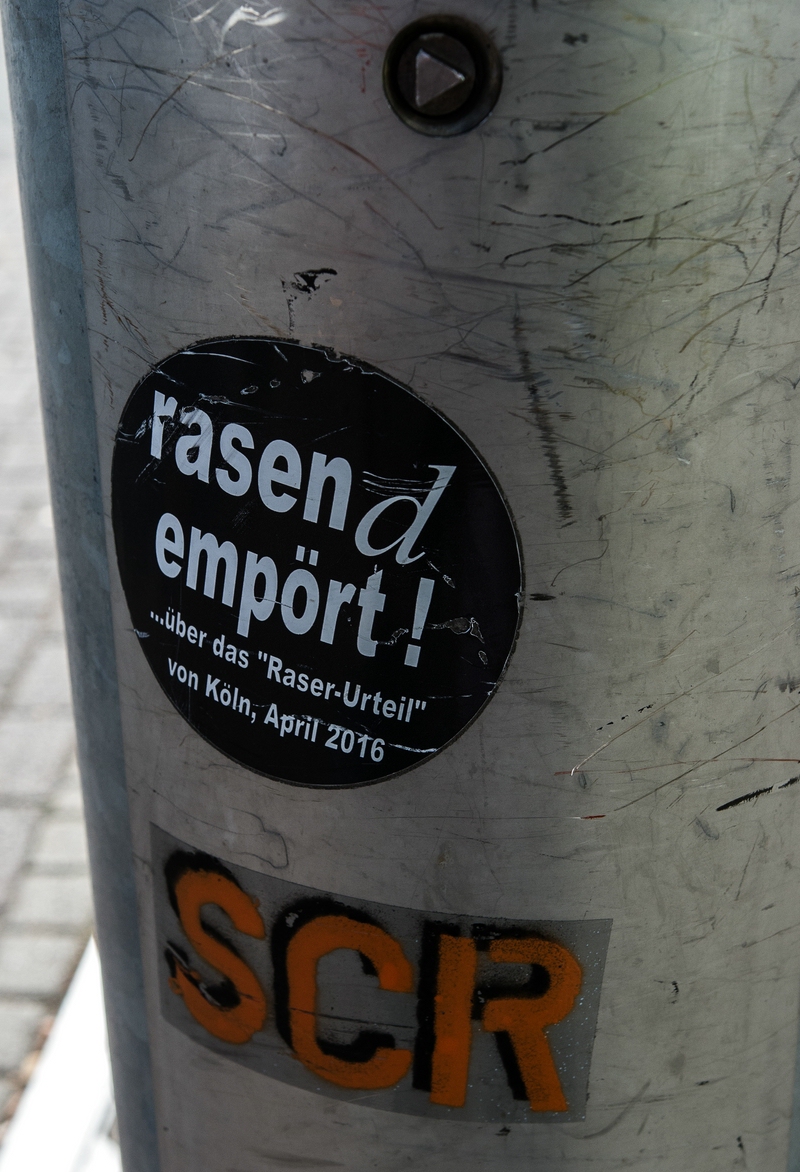 rasend
empört!
...über das "Raser-Urteil"
von Köln, April 2016
SCR